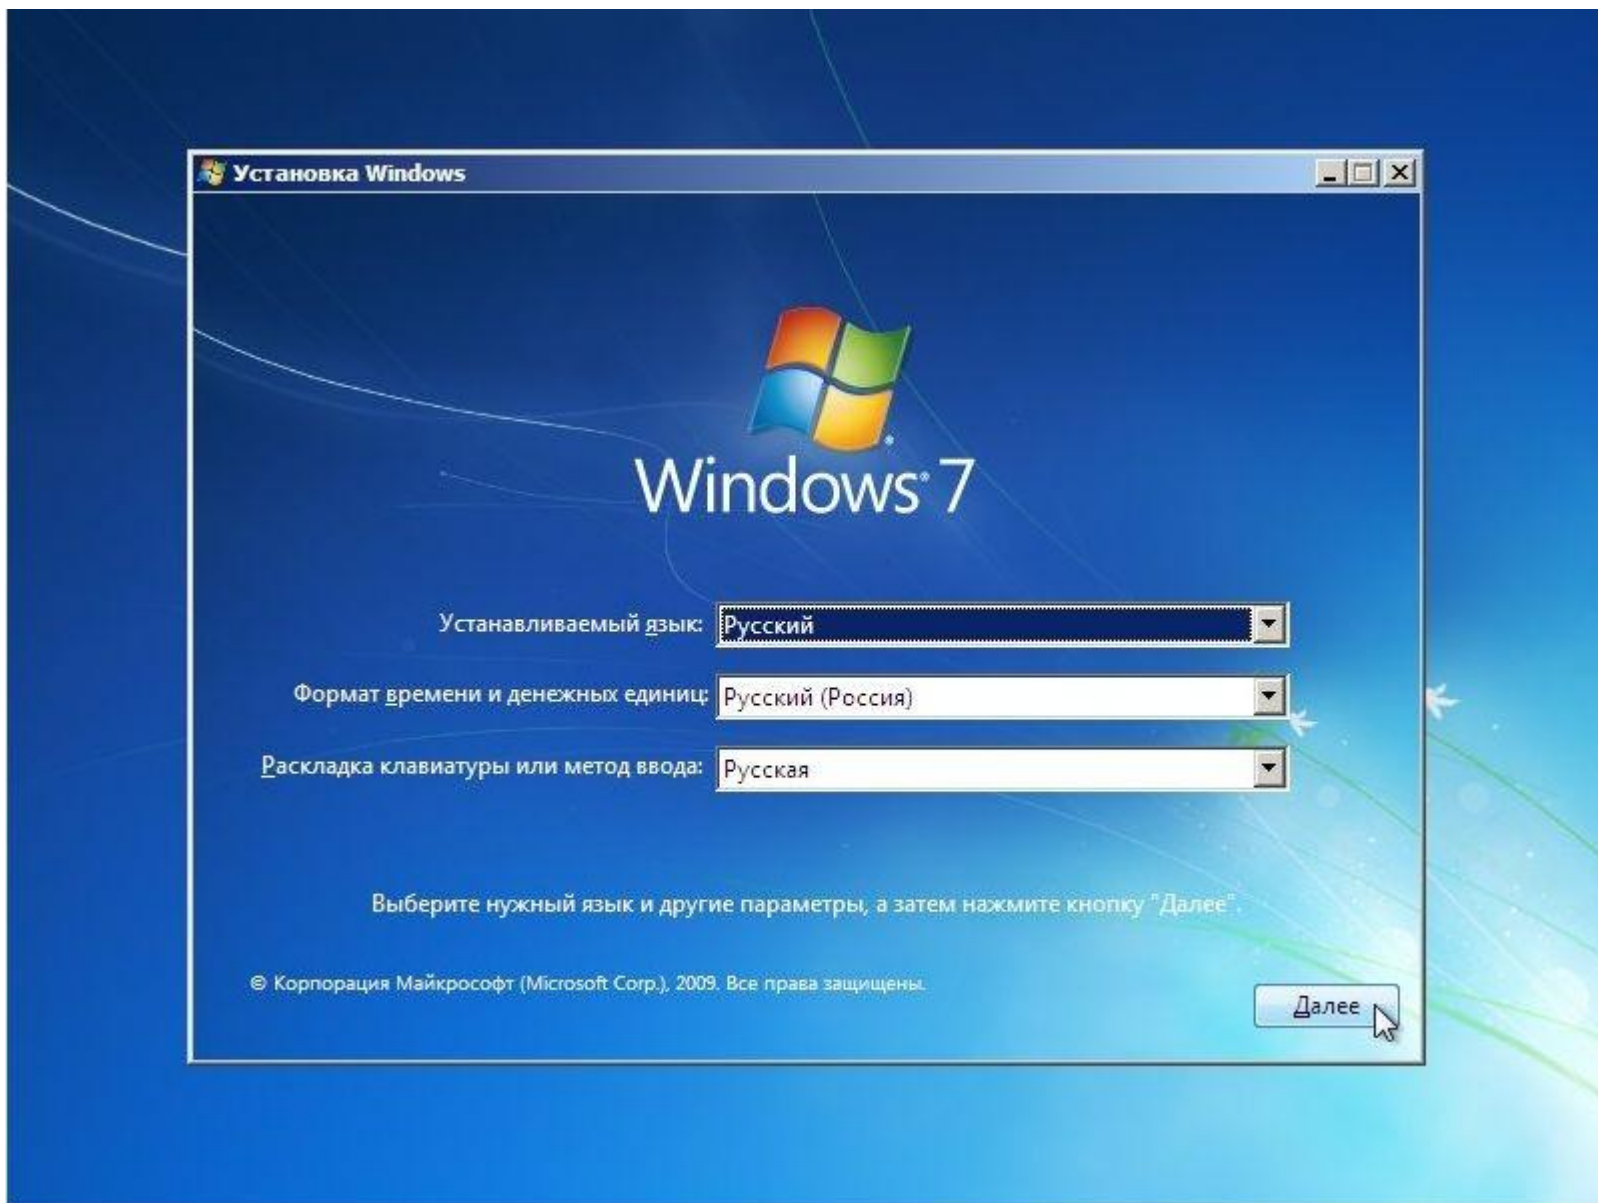 Установка Windows
Windows® 7
Устанавливаемый язык: Русский
Формат времени и денежных единиц: Русский (Россия)
Раскладка клавиатуры или метод ввода: Русская
Выберите нужный язык и другие параметры, а затем нажмите кнопку "Далее".
© Корпорация Майкрософт (Microsoft Corp.), 2009. Все права защищены.
Далее